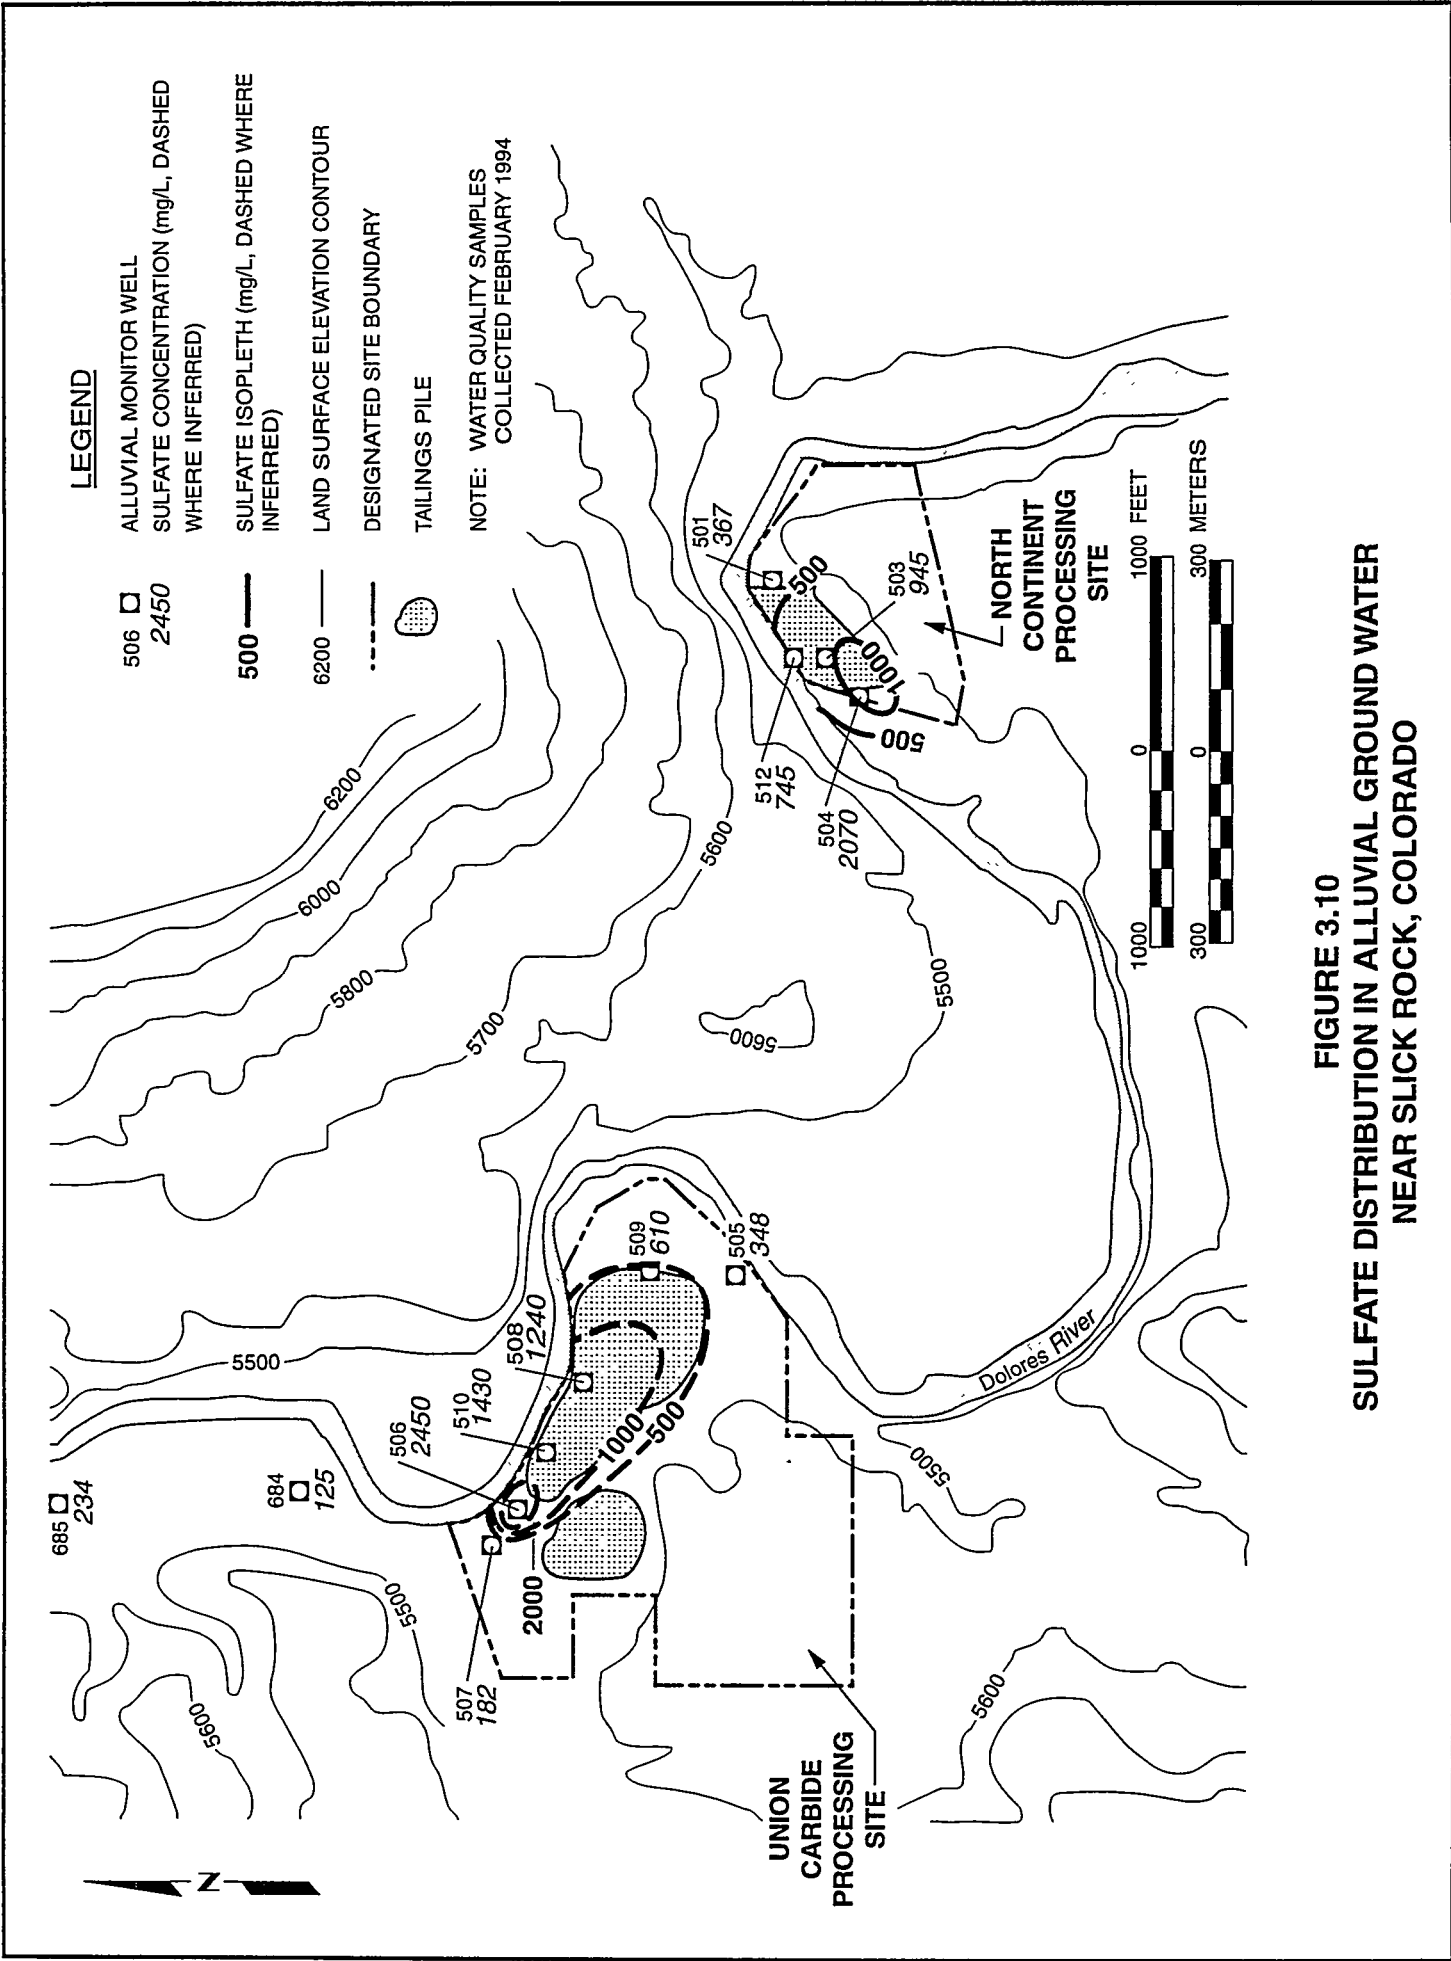 LEGEND
506
2450
ALLUVIAL MONITOR WELL
SULFATE CONCENTRATION (mg/L, DASHED
WHERE INFERRED)
500
SULFATE ISOPLETH (mg/L, DASHED WHERE
INFERRED)
6200
LAND SURFACE ELEVATION CONTOUR
DESIGNATED SITE BOUNDARY
TAILINGS PILE
NOTE: WATER QUALITY SAMPLES
COLLECTED FEBRUARY 1994
N
685
234
684
125
5500
5600
5500
6200
6000
5800
5700
5600
506
2450
510
1430
508
1240
507
182
2000
1000
500
509
610
505
348
5600
5500
5500
5600
501
367
500
503
945
1000
500
512
745
504
2070
Dolores River
UNION
CARBIDE
PROCESSING
SITE
NORTH
CONTINENT
PROCESSING
SITE
1000 0 1000 FEET
300 0 300 METERS
FIGURE 3.10
SULFATE DISTRIBUTION IN ALLUVIAL GROUND WATER
NEAR SLICK ROCK, COLORADO